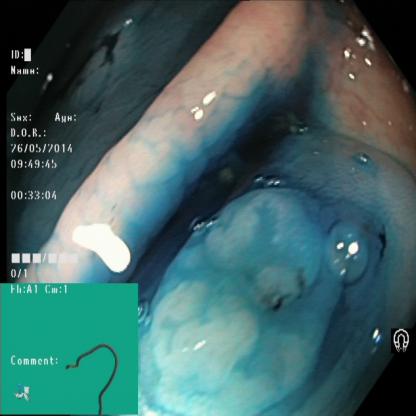 ID:
Name:
Sex: Age:
D.O.B.:
26/05/2014
09:49:45
00:33:04
0/1
Eh:A1 Cm:1
Comment: